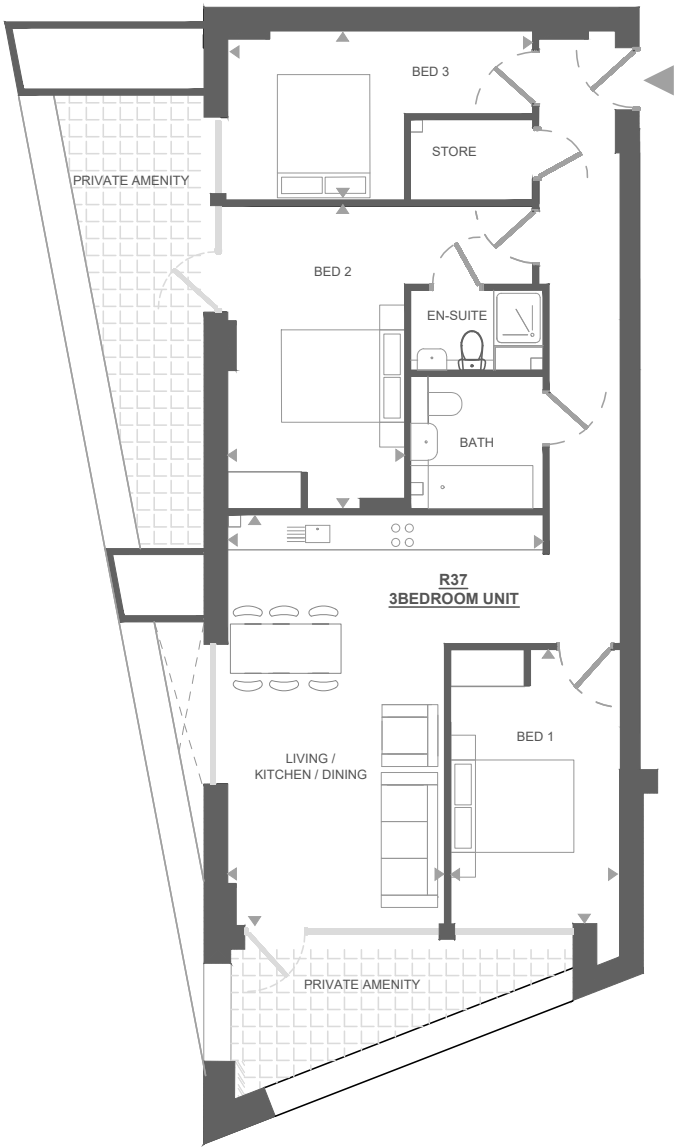 BED 3
STORE
PRIVATE AMENITY
BED 2
EN-SUITE
BATH
R37
3BEDROOM UNIT
BED 1
LIVING /
KITCHEN / DINING
PRIVATE AMENITY